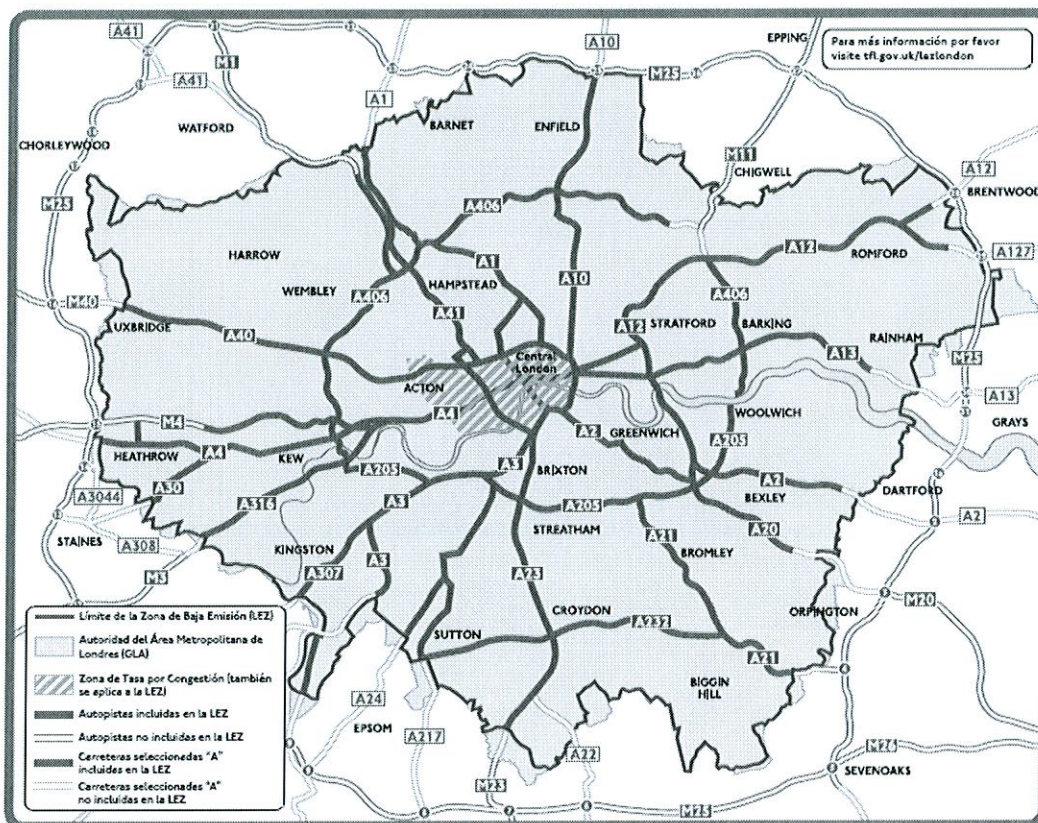 A41
M1
A10
EPPING
Para más información por favor
visite tfl.gov.uk/lezlondon
A41
A1
M25
WATFORD
BARNET
ENFIELD
CHORLEYWOOD
M11
CHIGWELL
A12
BRENTWOOD
M25
A406
A127
HARROW
A1
A10
A12
ROMFORD
HAMPSTEAD
WEMBLEY
A406
A406
M40
A41
A12
STRATFORD
BARKING
UXBRIDGE
A40
RAINHAM
Central
London
A13
M25
ACTON
A13
M4
A4
WOOLWICH
GRAYS
A2
GREENWICH
HEATHROW
A4
KEW
A205
A3
BRIXTON
A205
A30
A2
DARTFORD
A3044
A316
A3
A205
BEXLEY
A2
STAINES
STREATHAM
A20
A308
A21
KINGSTON
BROMLEY
M3
A307
A3
A23
M20
ORPINGTON
CROYDON
SUTTON
A232
A21
BIGGIN
HILL
A24
EPSOM
A217
A22
M26
SEVENOAKS
M23
M25
Límite de la Zona de Baja Emisión (LEZ)
Autoridad del Área Metropolitana de
Londres (GLA)
Zona de Tasa por Congestión (también
se aplica a la LEZ)
Autopistas incluidas en la LEZ
Autopistas no incluidas en la LEZ
Carreteras seleccionadas "A"
incluidas en la LEZ
Carreteras seleccionadas "A"
no incluidas en la LEZ